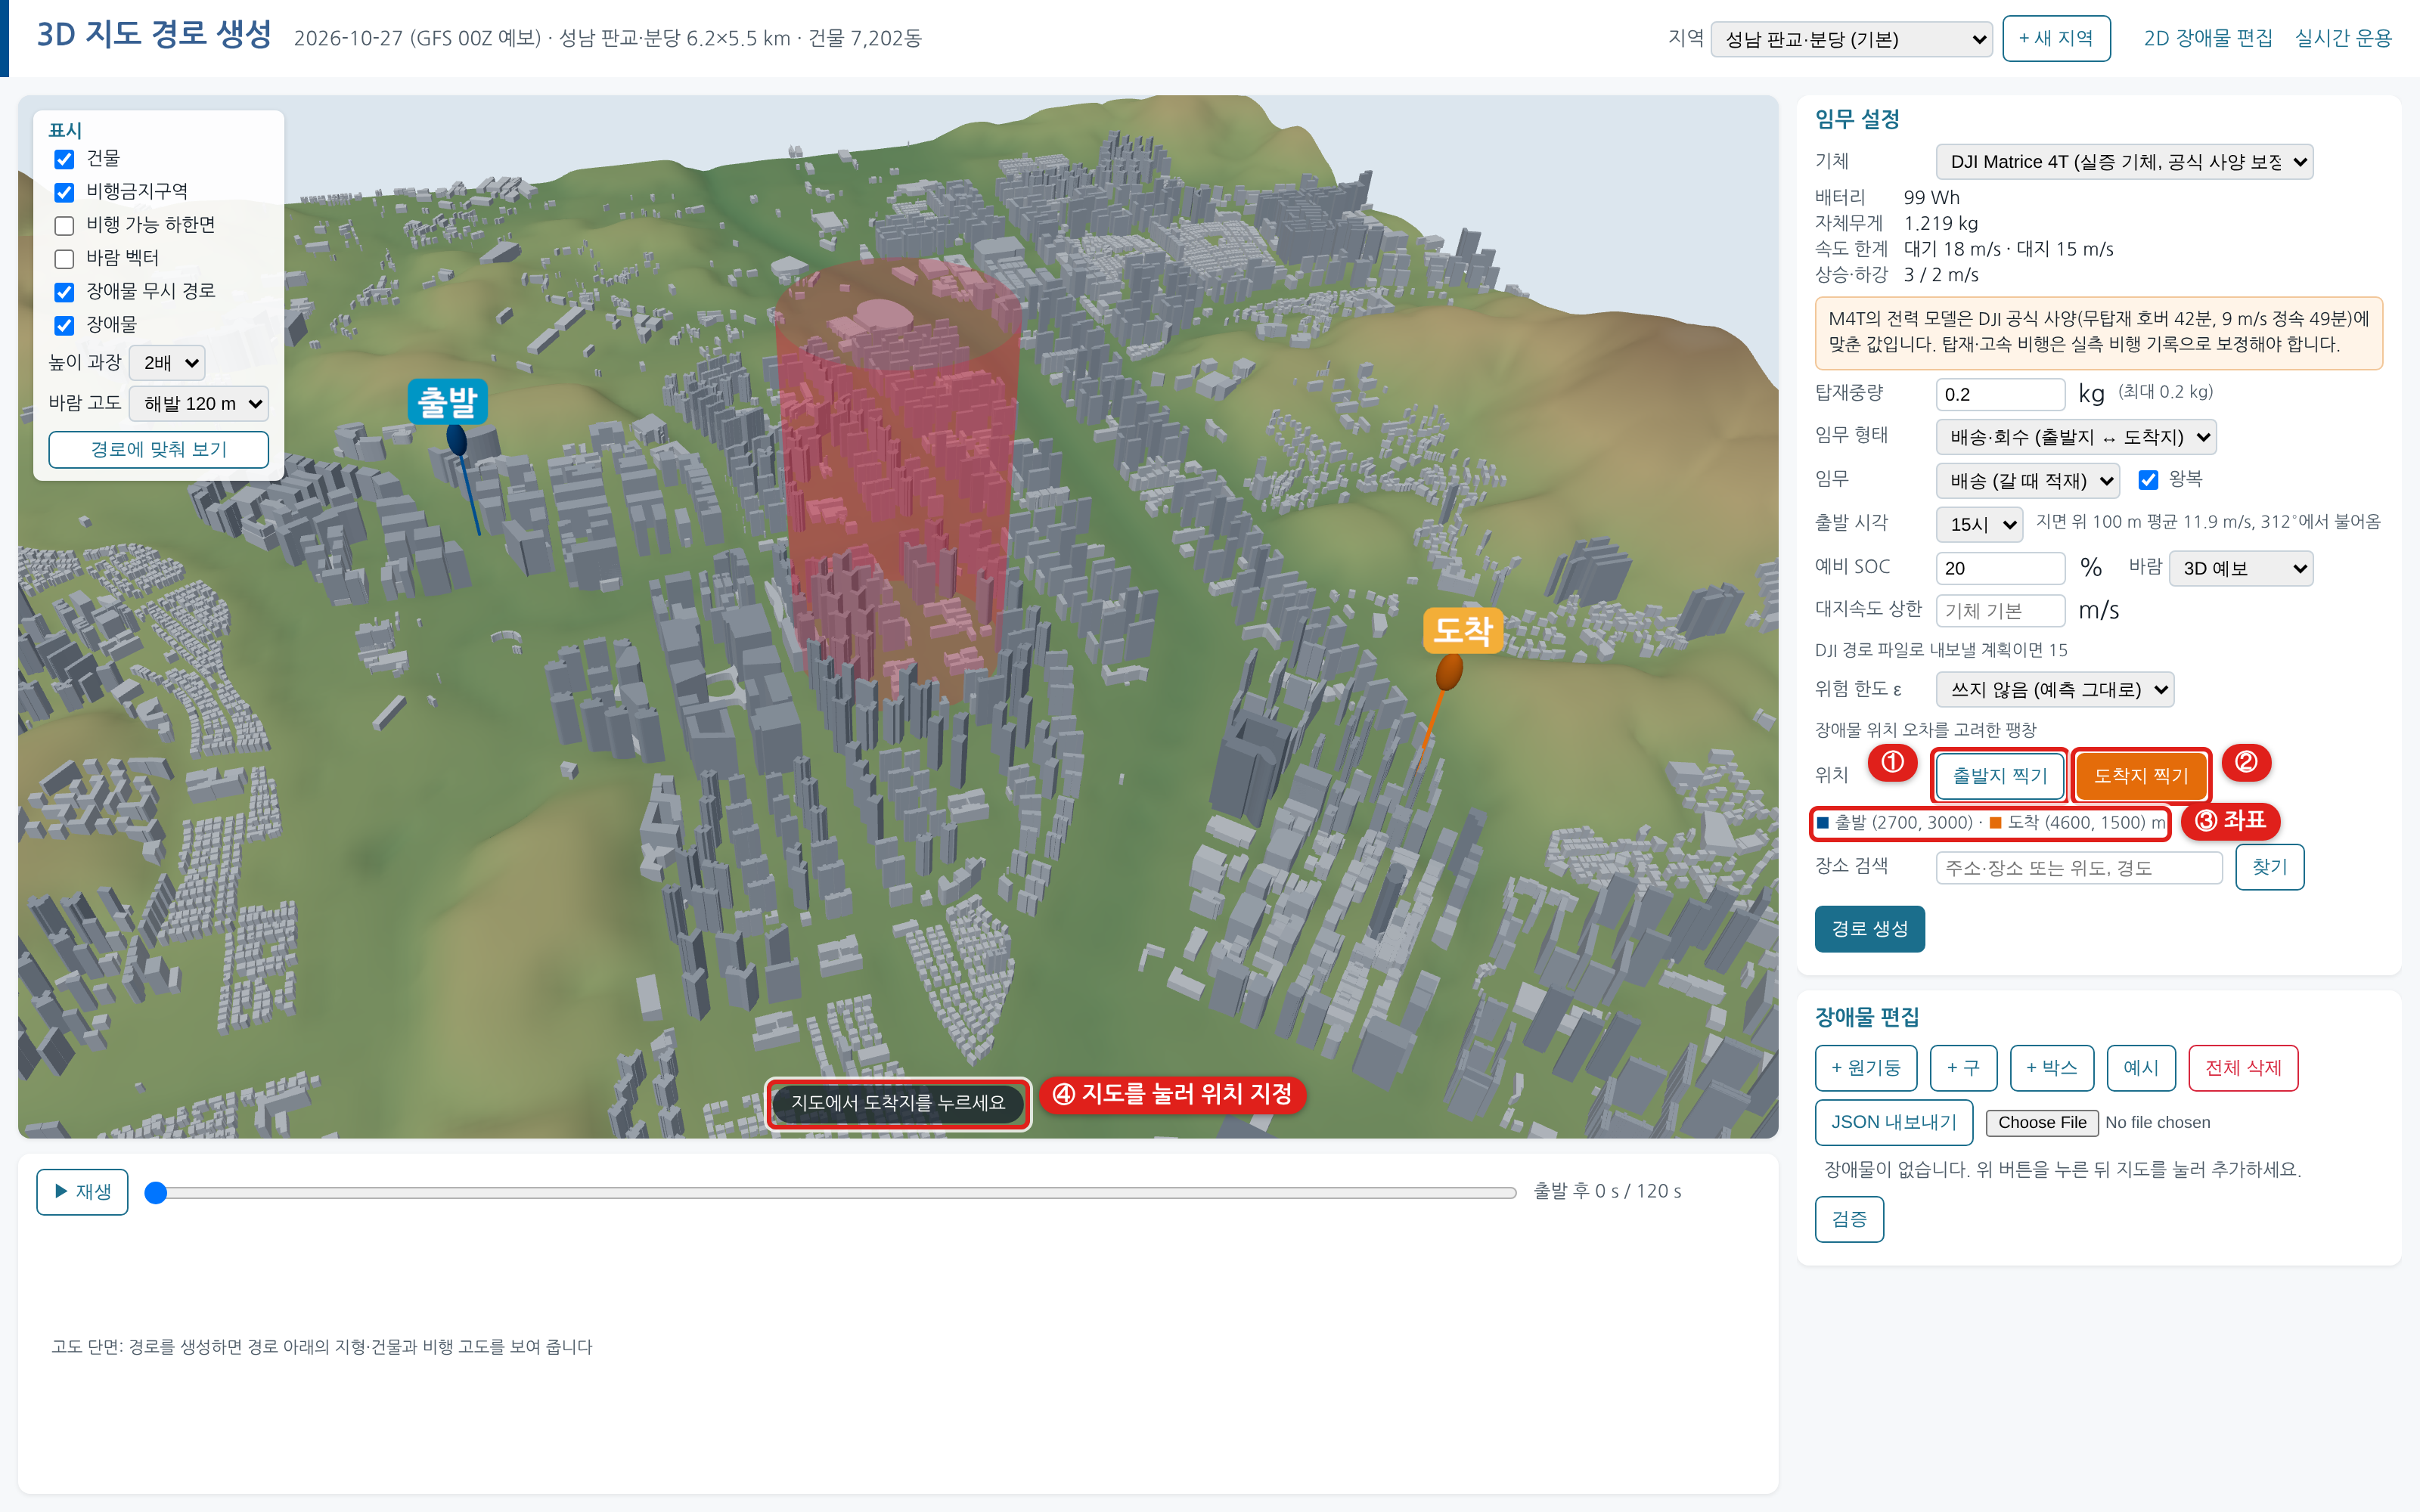 3D 지도 경로 생성
2026-10-27 (GFS 00Z 예보) · 성남 판교·분당 6.2×5.5 km · 건물 7,202동
지역 성남 판교·분당 (기본) + 새 지역 2D 장애물 편집 실시간 운용
표시
건물
비행금지구역
비행 가능 하한면
바람 벡터
장애물 무시 경로
장애물
높이 과장 2배
바람 고도 해발 120 m
경로에 맞춰 보기
출발
도착
지도에서 도착지를 누르세요
④ 지도를 눌러 위치 지정
▶ 재생
출발 후 0 s / 120 s
고도 단면: 경로를 생성하면 경로 아래의 지형·건물과 비행 고도를 보여 줍니다
임무 설정
기체 DJI Matrice 4T (실증 기체, 공식 사양 보정
배터리 99 Wh
자체무게 1.219 kg
속도 한계 대기 18 m/s · 대지 15 m/s
상승·하강 3 / 2 m/s
M4T의 전력 모델은 DJI 공식 사양(무탑재 호버 42분, 9 m/s 정속 49분)에
맞춘 값입니다. 탑재·고속 비행은 실측 비행 기록으로 보정해야 합니다.
탑재중량 0.2 kg (최대 0.2 kg)
임무 형태 배송·회수 (출발지 ↔ 도착지)
임무 배송 (갈 때 적재) 왕복
출발 시각 15시 지면 위 100 m 평균 11.9 m/s, 312°에서 불어옴
예비 SOC 20 % 바람 3D 예보
대지속도 상한 기체 기본 m/s
DJI 경로 파일로 내보낼 계획이면 15
위험 한도 ε 쓰지 않음 (예측 그대로)
장애물 위치 오차를 고려한 팽창
위치 ① 출발지 찍기 도착지 찍기 ②
■ 출발 (2700, 3000) · ■ 도착 (4600, 1500) m ③ 좌표
장소 검색 주소·장소 또는 위도, 경도 찾기
경로 생성
장애물 편집
+ 원기둥 + 구 + 박스 예시 전체 삭제
JSON 내보내기 Choose File No file chosen
장애물이 없습니다. 위 버튼을 누른 뒤 지도를 눌러 추가하세요.
검증